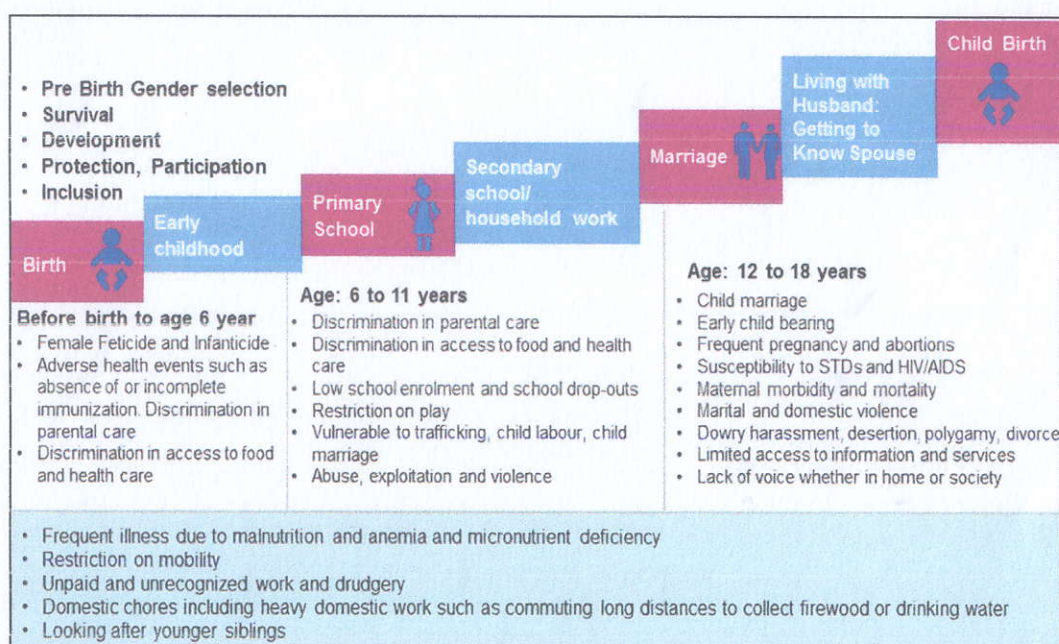 • Pre Birth Gender selection
• Survival
• Development
• Protection, Participation
• Inclusion
Birth
Early
childhood
Primary
School
Secondary
school/
household work
Marriage
Living with
Husband:
Getting to
Know Spouse
Child Birth
Before birth to age 6 year
• Female Feticide and Infanticide
• Adverse health events such as
absence of or incomplete
immunization. Discrimination in
parental care
• Discrimination in access to food
and health care
Age: 6 to 11 years
• Discrimination in parental care
• Discrimination in access to food and health
care
• Low school enrolment and school drop-outs
• Restriction on play
• Vulnerable to trafficking, child labour, child
marriage
• Abuse, exploitation and violence
Age: 12 to 18 years
• Child marriage
• Early child bearing
• Frequent pregnancy and abortions
• Susceptibility to STDs and HIV/AIDS
• Maternal morbidity and mortality
• Marital and domestic violence
• Dowry harassment, desertion, polygamy, divorce
• Limited access to information and services
• Lack of voice whether in home or society
• Frequent illness due to malnutrition and anemia and micronutrient deficiency
• Restriction on mobility
• Unpaid and unrecognized work and drudgery
• Domestic chores including heavy domestic work such as commuting long distances to collect firewood or drinking water
• Looking after younger siblings